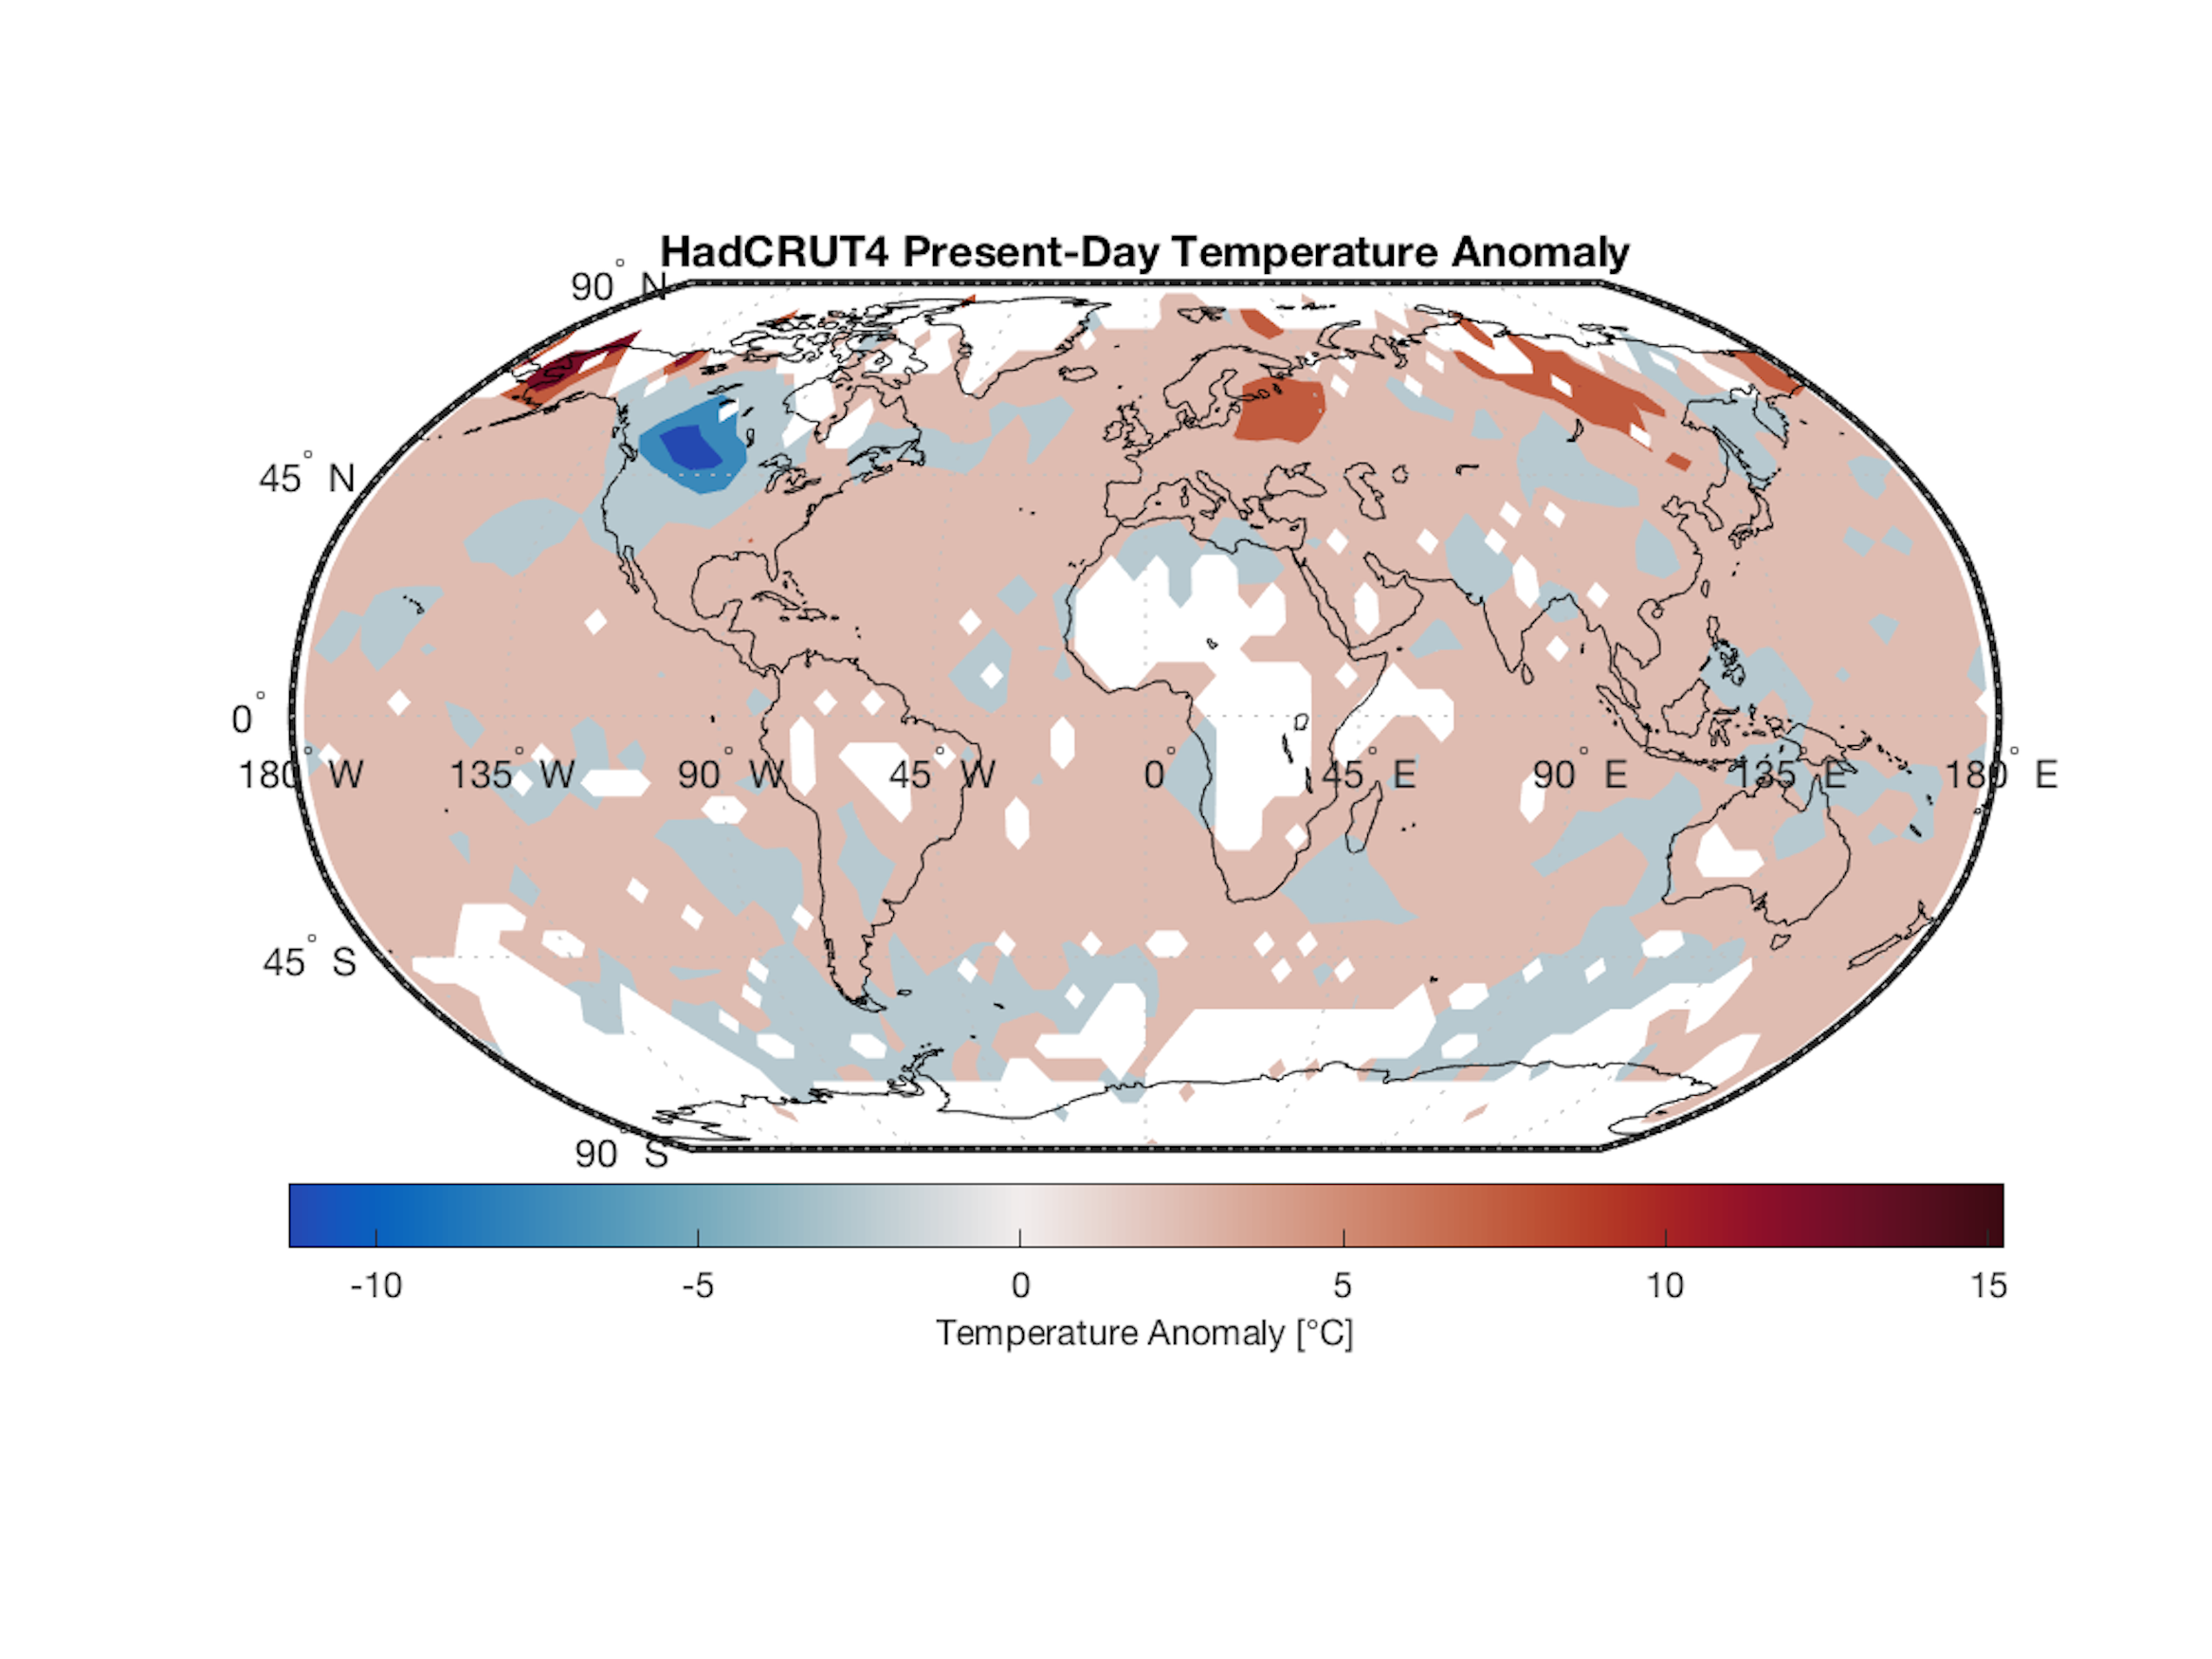 HadCRUT4 Present-Day Temperature Anomaly
90° N
45° N
0°
180° W 135° W 90° W 45° W 0° 45° E 90° E 135° E 180° E
45° S
90° S
-10 -5 0 5 10 15
Temperature Anomaly [°C]